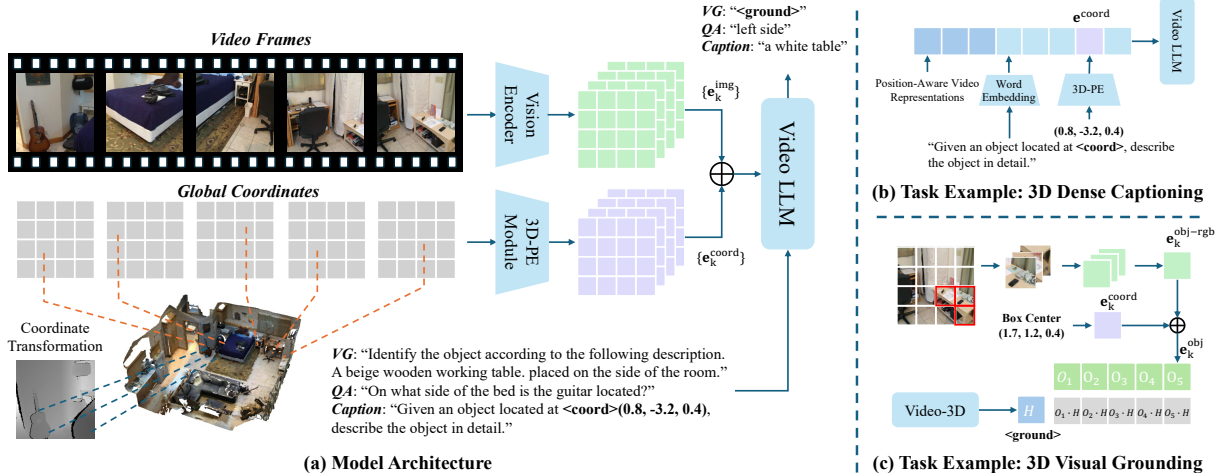 Video Frames
Global Coordinates
Coordinate
Transformation
Vision
Encoder
3D-PE
Module
{e_k^img}
{e_k^coord}
Video LLM
VG: “<ground>”
QA: “left side”
Caption: “a white table”
VG: “Identify the object according to the following description.
A beige wooden working table. placed on the side of the room.”
QA: “On what side of the bed is the guitar located?”
Caption: “Given an object located at <coord>(0.8, -3.2, 0.4),
describe the object in detail.”
(a) Model Architecture
e^coord
Video LLM
Position-Aware Video
Representations
Word
Embedding
3D-PE
(0.8, -3.2, 0.4)
“Given an object located at <coord>, describe
the object in detail.”
(b) Task Example: 3D Dense Captioning
e_k^obj−rgb
e_k^coord
Box Center
(1.7, 1.2, 0.4)
e_k^obj
O_1 O_2 O_3 O_4 O_5
Video-3D
H
O_1 · H O_2 · H O_3 · H O_4 · H O_5 · H
<ground>
(c) Task Example: 3D Visual Grounding